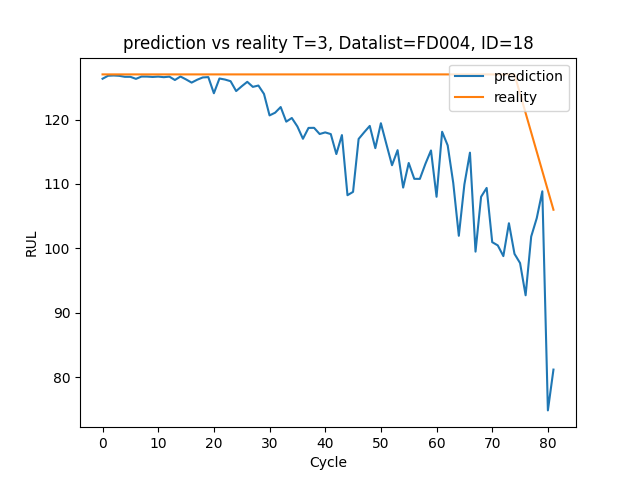 prediction vs reality T=3, Datalist=FD004, ID=18
prediction
reality
RUL
120
110
100
90
80
0 10 20 30 40 50 60 70 80
Cycle